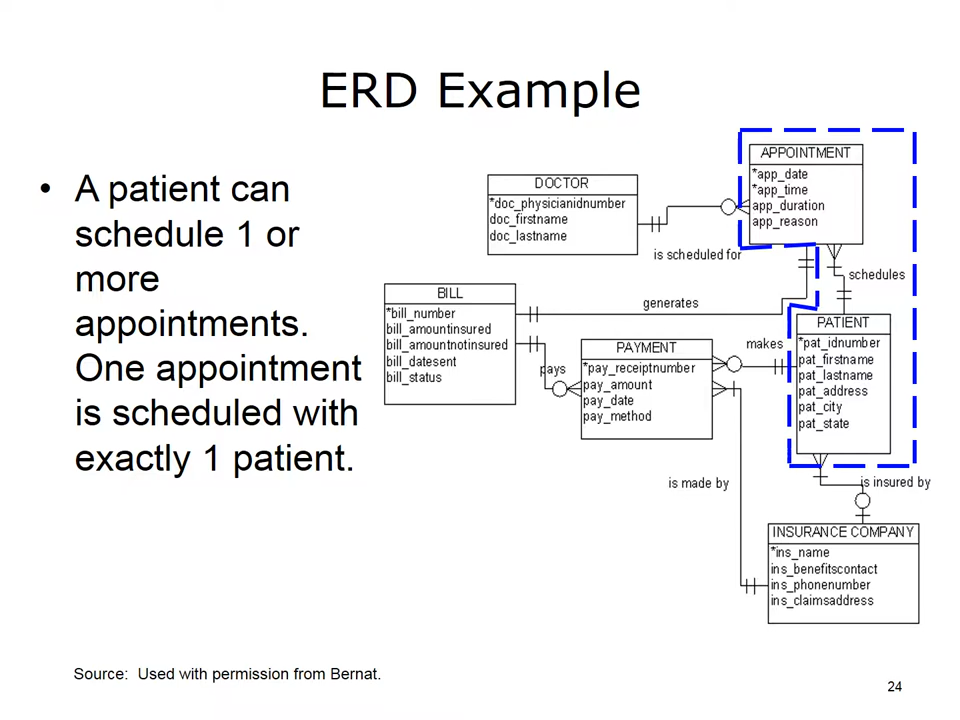 ERD Example
• A patient can
schedule 1 or
more
appointments.
One appointment
is scheduled with
exactly 1 patient.
APPOINTMENT
*app_date
*app_time
app_duration
app_reason
DOCTOR
*doc_physicianidnumber
doc_firstname
doc_lastname
is scheduled for
schedules
BILL
*bill_number
bill_amountinsured
bill_amountnotinsured
bill_datesent
bill_status
generates
PATIENT
*pat_idnumber
pat_firstname
pat_lastname
pat_address
pat_city
pat_state
makes
pays
PAYMENT
*pay_receiptnumber
pay_amount
pay_date
pay_method
is made by
is insured by
INSURANCE COMPANY
*ins_name
ins_benefitscontact
ins_phonenumber
ins_claimsaddress
Source: Used with permission from Bernat.
24